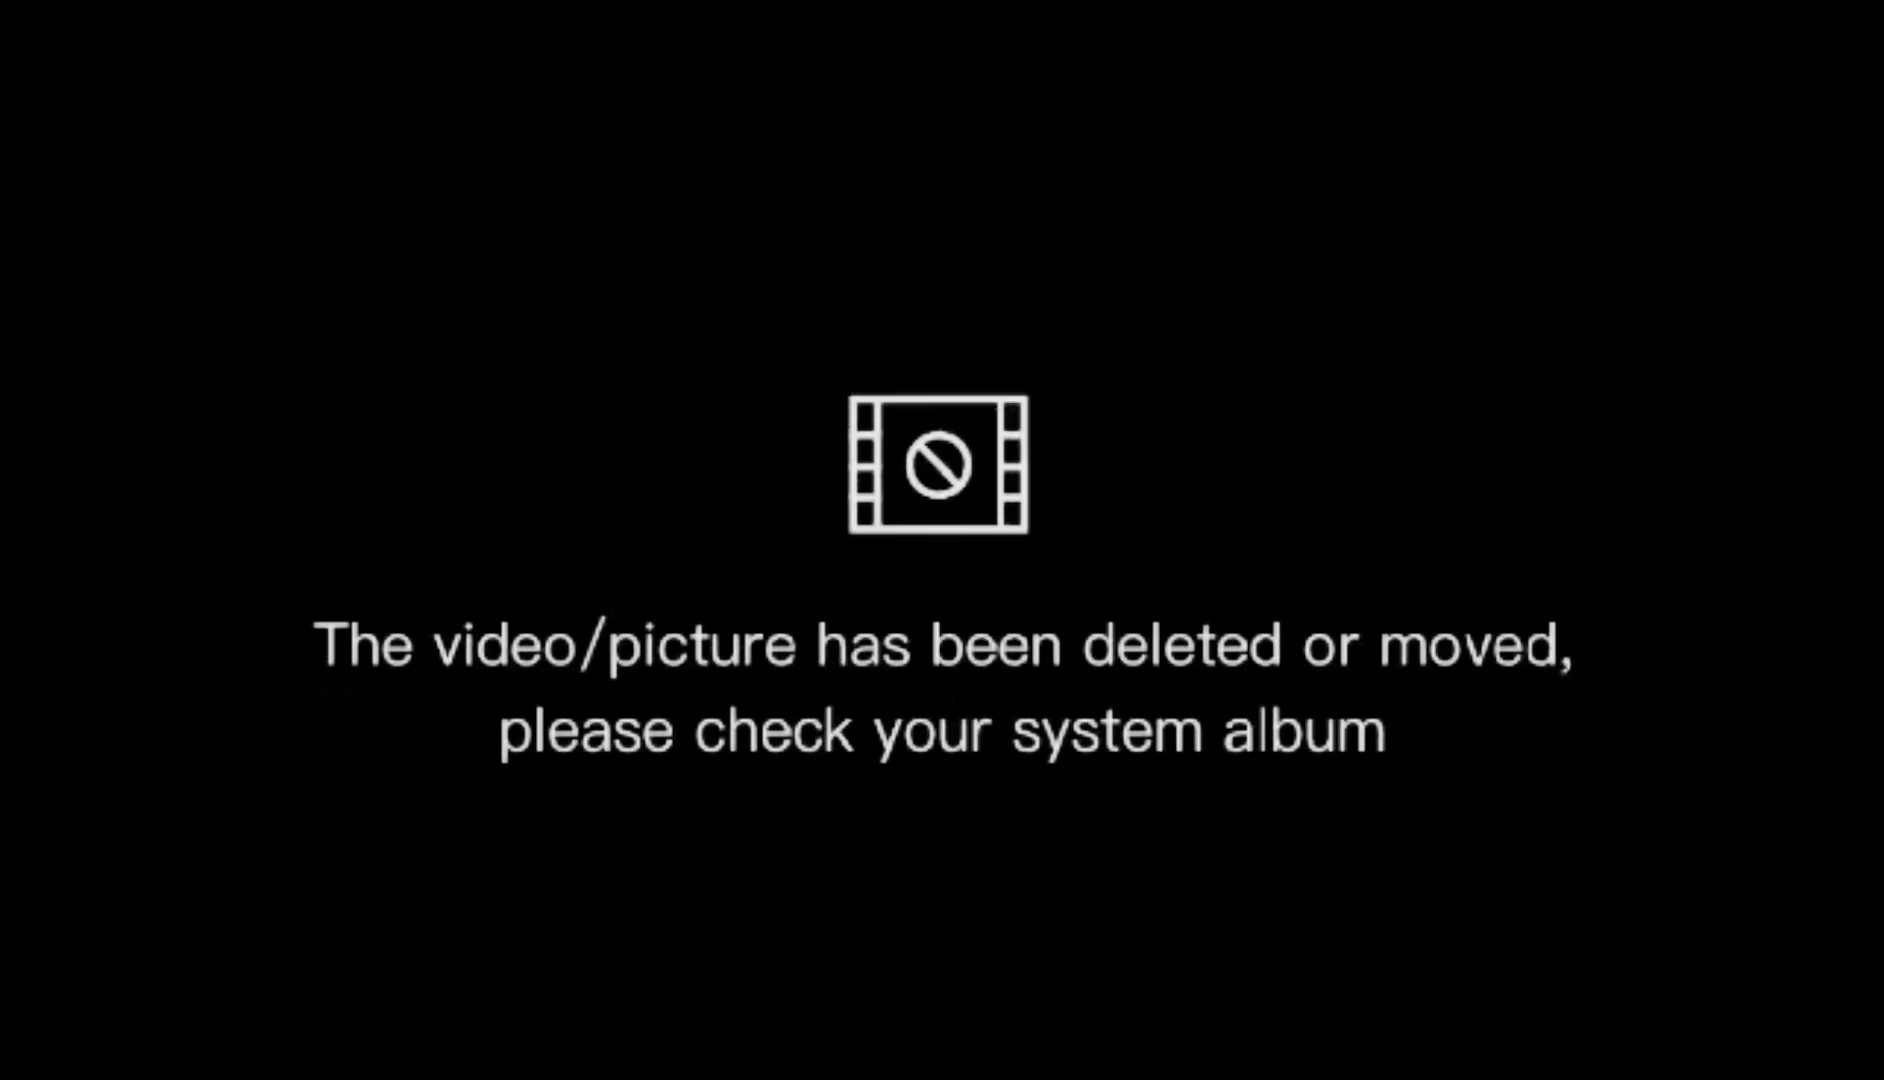 The video/picture has been deleted or moved,
please check your system album